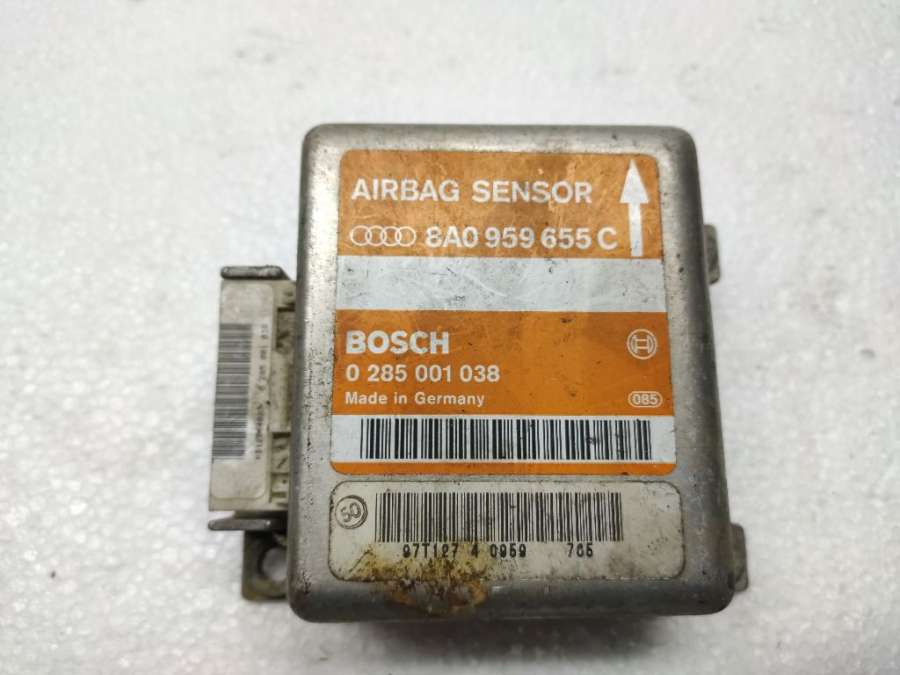 AIRBAG SENSOR
8A0 959 655 C
BOSCH
0 285 001 038
Made in Germany
085
50
97T127 4 0959 765